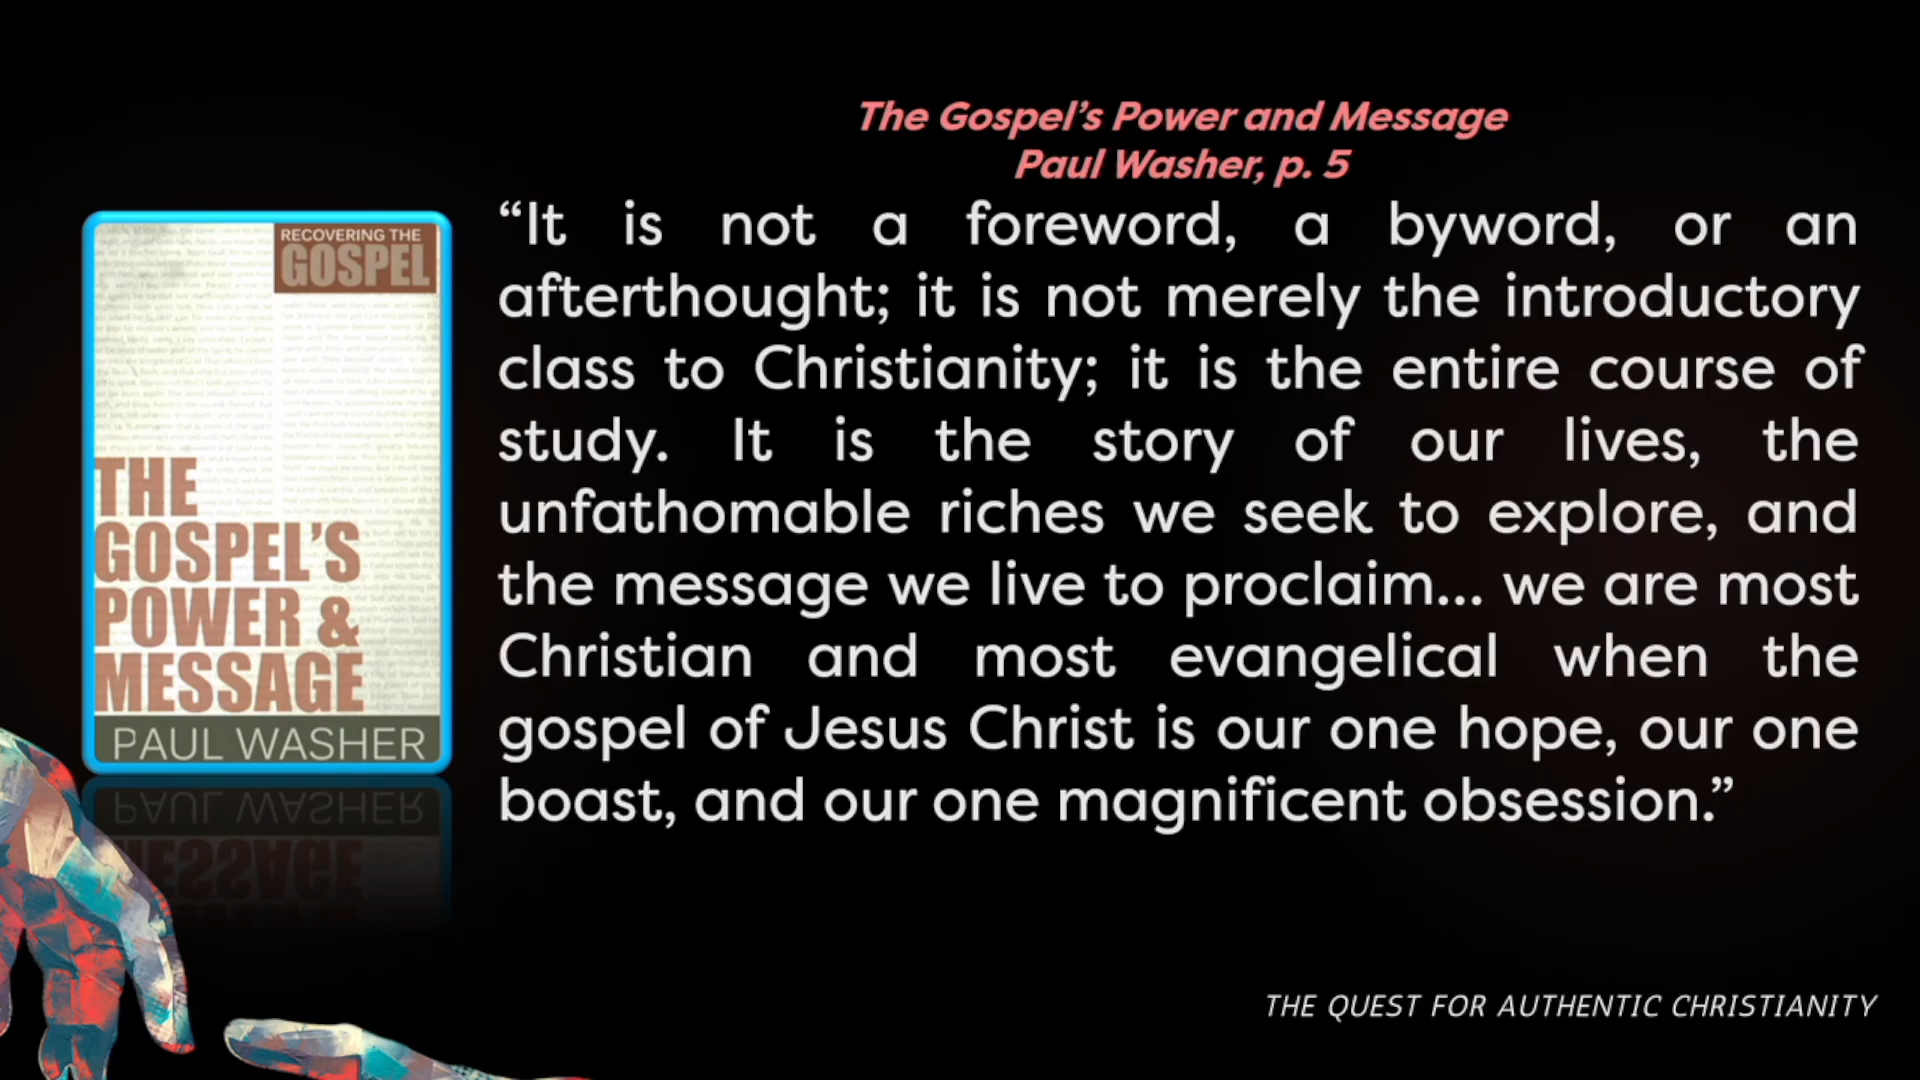 The Gospel’s Power and Message
Paul Washer, p. 5
“It is not a foreword, a byword, or an
afterthought; it is not merely the introductory
class to Christianity; it is the entire course of
study. It is the story of our lives, the
unfathomable riches we seek to explore, and
the message we live to proclaim... we are most
Christian and most evangelical when the
gospel of Jesus Christ is our one hope, our one
boast, and our one magnificent obsession.”
RECOVERING THE
GOSPEL
THE
GOSPEL’S
POWER &
MESSAGE
PAUL WASHER
THE QUEST FOR AUTHENTIC CHRISTIANITY